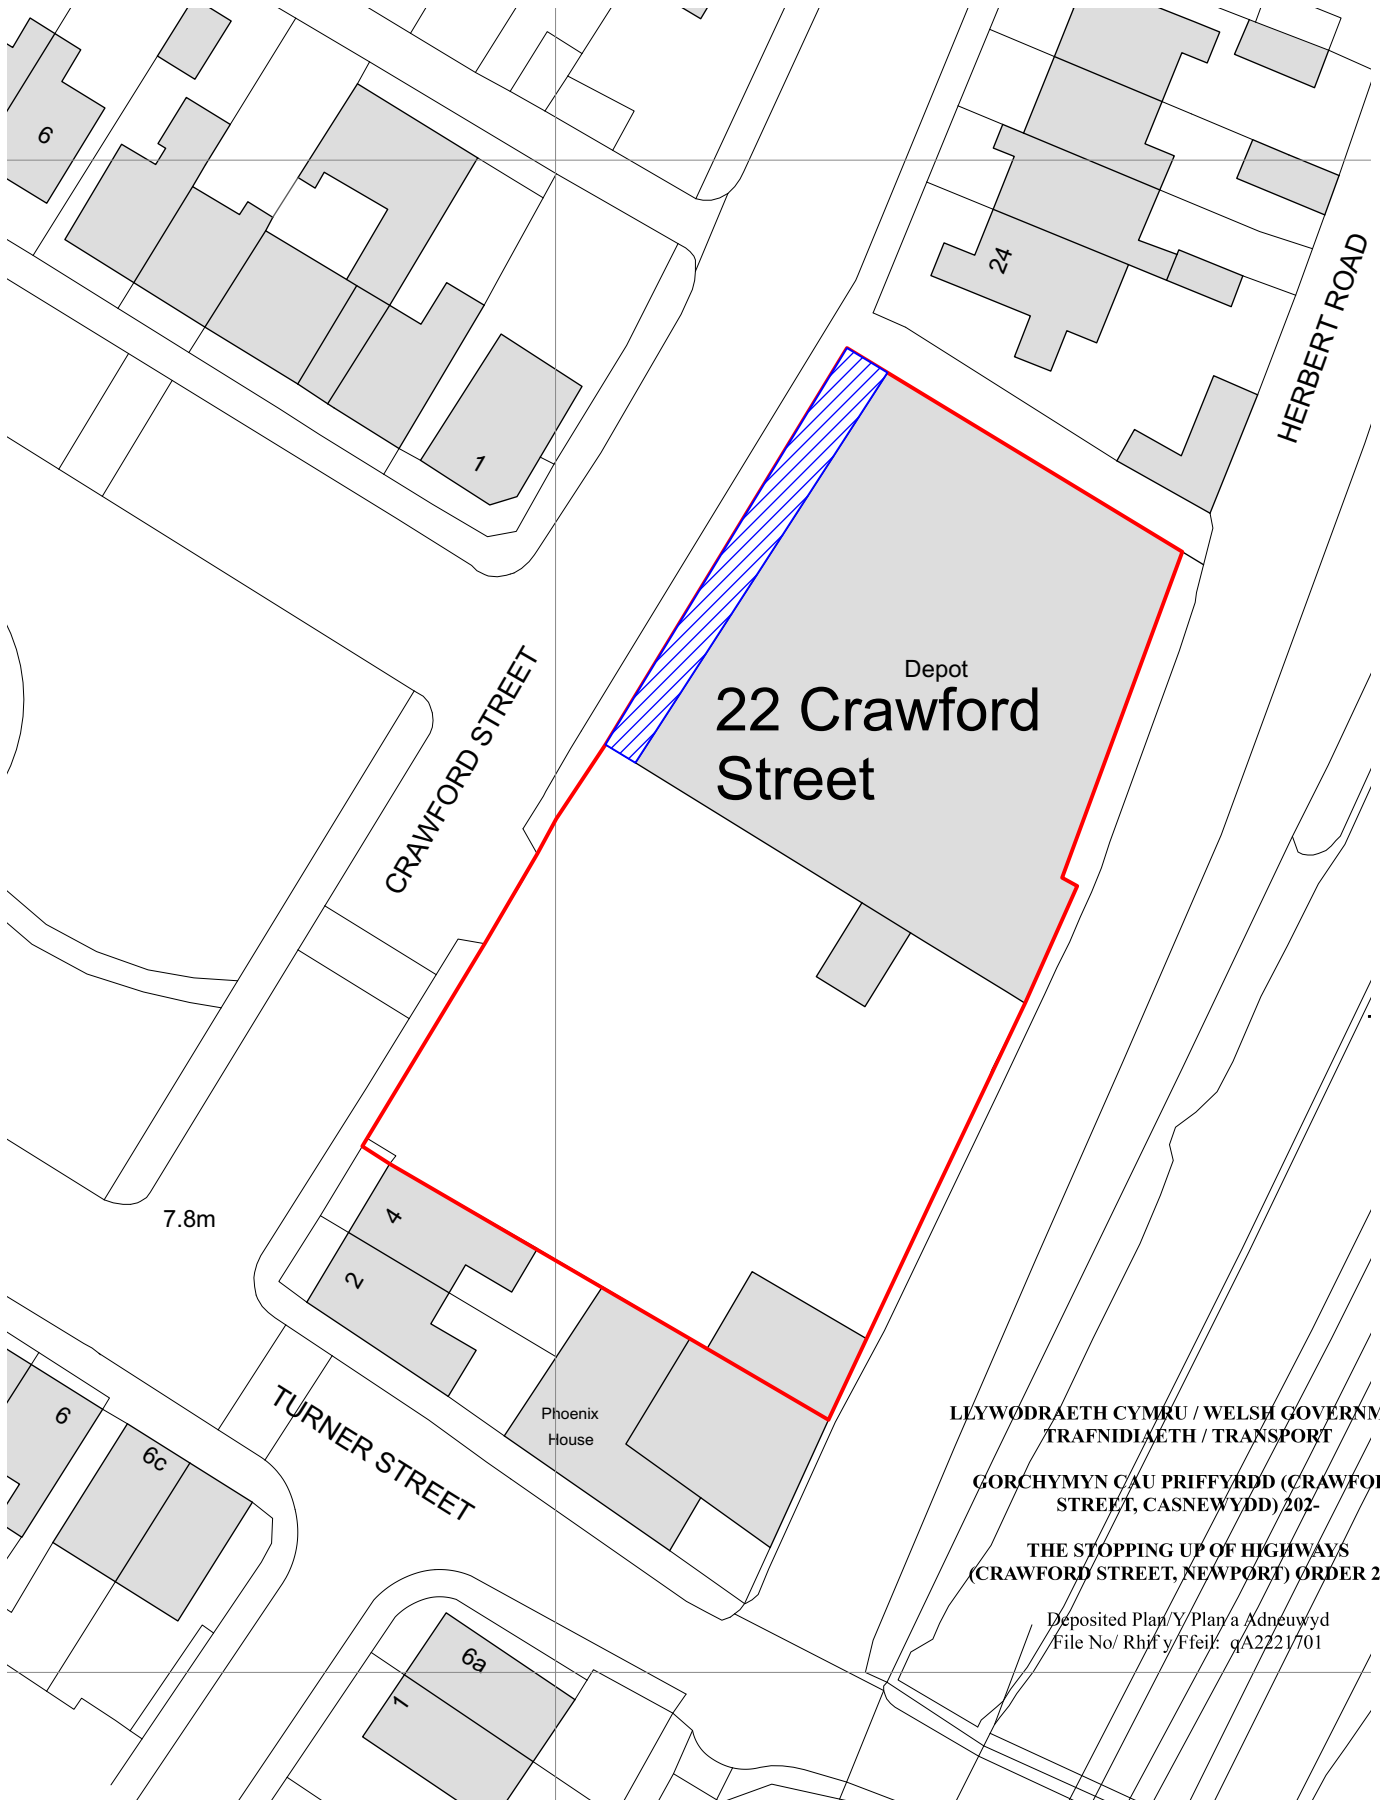 6
24
HERBERT ROAD
1
CRAWFORD STREET
Depot
22 Crawford
Street
7.8m
4
2
TURNER STREET
Phoenix
House
6
6c
6a
1
LLYWODRAETH CYMRU / WELSH GOVERNM
TRAFNIDIAETH / TRANSPORT
GORCHYMYN CAU PRIFFYRDD (CRAWFOR
STREET, CASNEWYDD) 202-
THE STOPPING UP OF HIGHWAYS
(CRAWFORD STREET, NEWPORT) ORDER 2
Deposited Plan/Y Plan a Adneuwyd
File No/ Rhif y Ffeil: qA2221701